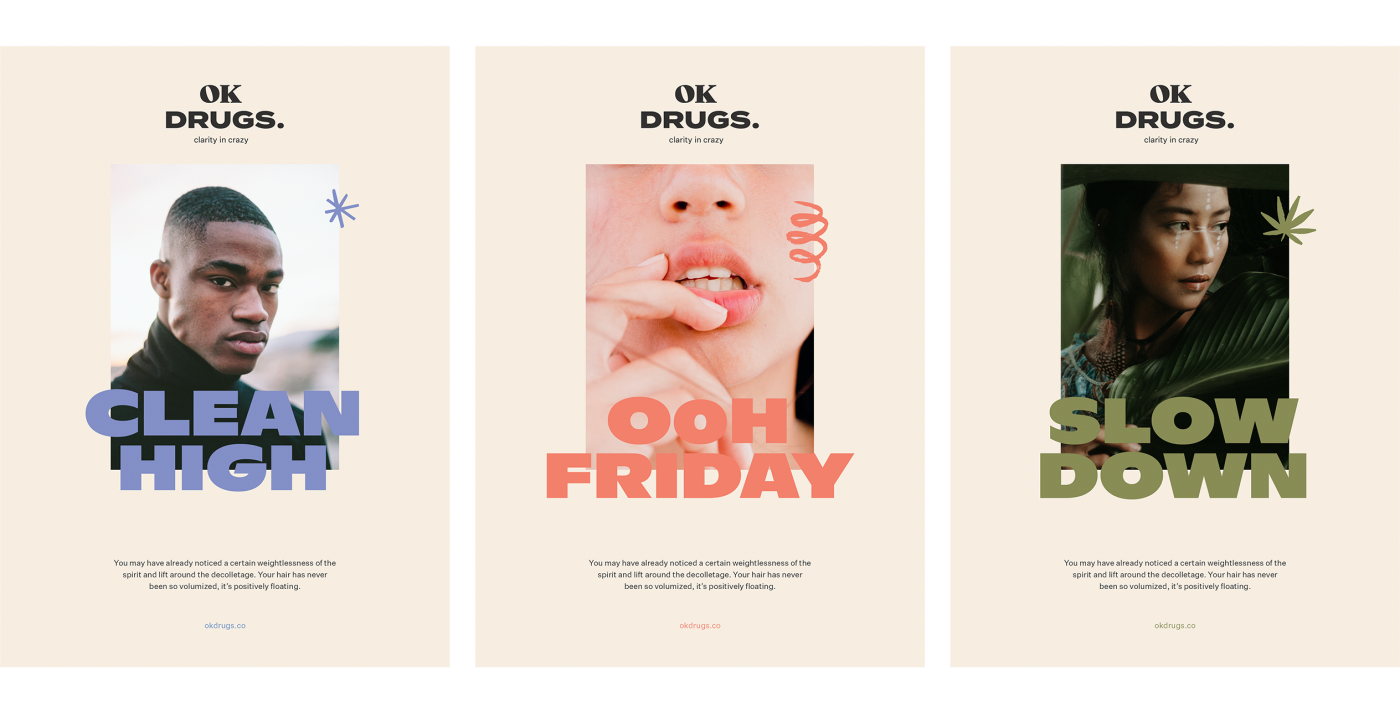 OK
DRUGS.
clarity in crazy
CLEAN
HIGH
You may have already noticed a certain weightlessness of the
spirit and lift around the decolletage. Your hair has never
been so volumized, it's positively floating.
okdrugs.co
OK
DRUGS.
clarity in crazy
OOH
FRIDAY
You may have already noticed a certain weightlessness of the
spirit and lift around the decolletage. Your hair has never
been so volumized, it's positively floating.
okdrugs.co
OK
DRUGS.
clarity in crazy
SLOW
DOWN
You may have already noticed a certain weightlessness of the
spirit and lift around the decolletage. Your hair has never
been so volumized, it's positively floating.
okdrugs.co